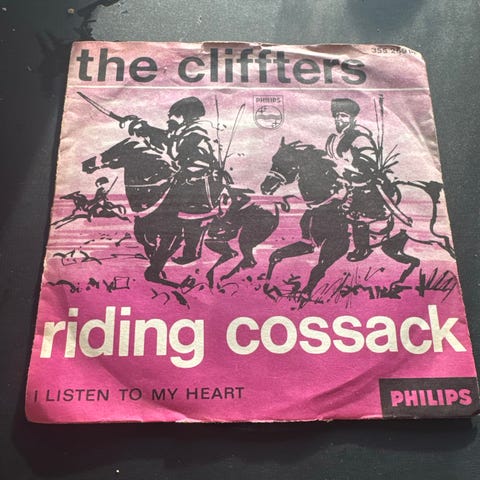 the cliffters
PHILIPS
riding cossack
I LISTEN TO MY HEART
PHILIPS